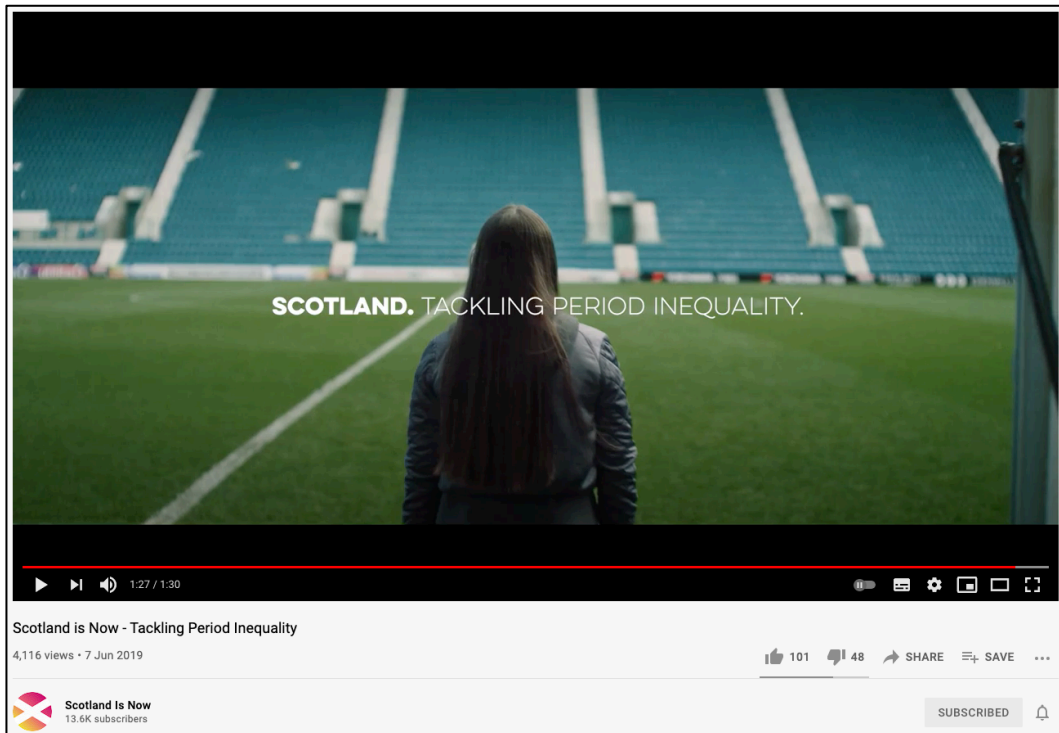 SCOTLAND. TACKLING PERIOD INEQUALITY.
1:27 / 1:30
Scotland is Now - Tackling Period Inequality
4,116 views • 7 Jun 2019
101 48 SHARE SAVE
Scotland Is Now
13.6K subscribers
SUBSCRIBED